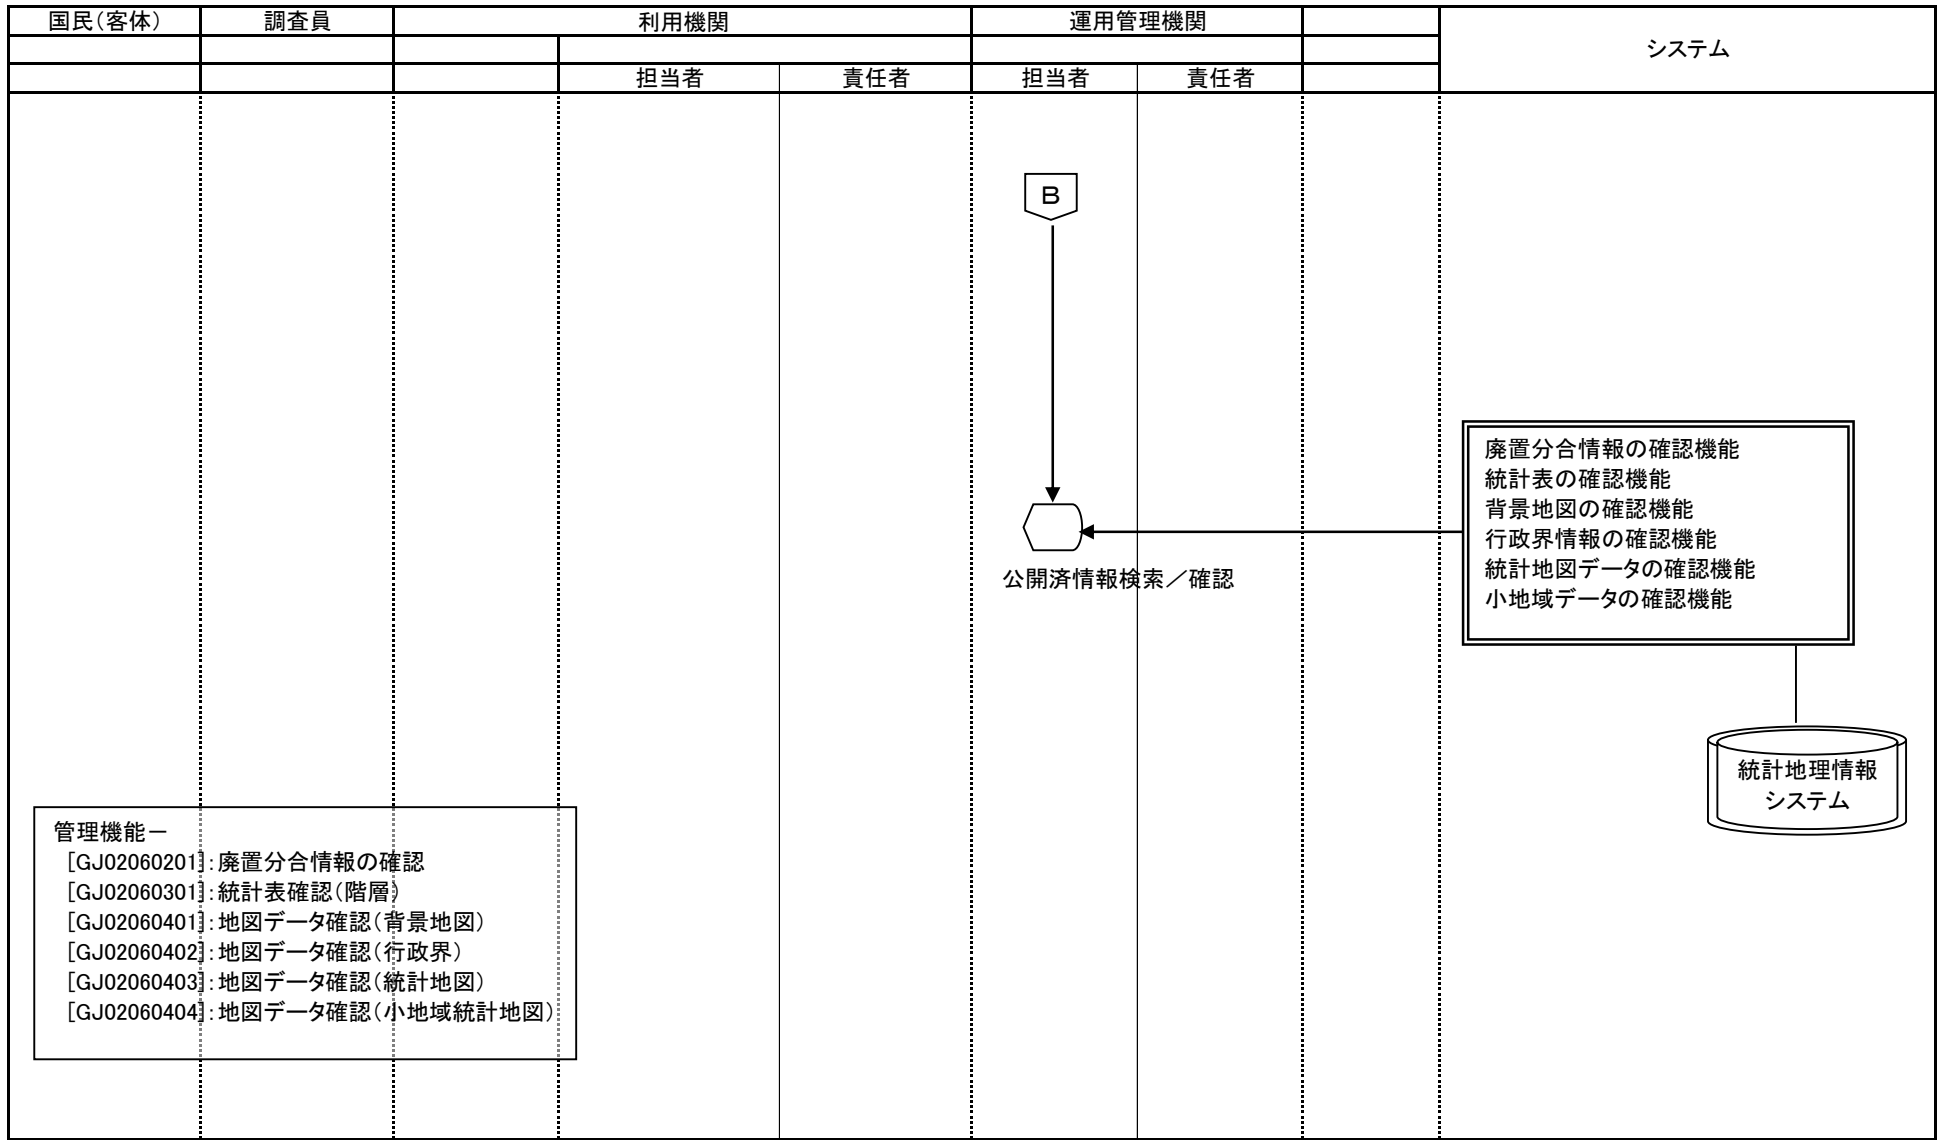 国民(客体)
調査員
利用機関
運用管理機関
システム
担当者
責任者
担当者
責任者
B
廃置分合情報の確認機能
統計表の確認機能
背景地図の確認機能
行政界情報の確認機能
統計地図データの確認機能
小地域データの確認機能
公開済情報検索/確認
統計地理情報
システム
管理機能-
[GJ02060201]:廃置分合情報の確認
[GJ02060301]:統計表確認(階層)
[GJ02060401]:地図データ確認(背景地図)
[GJ02060402]:地図データ確認(行政界)
[GJ02060403]:地図データ確認(統計地図)
[GJ02060404]:地図データ確認(小地域統計地図)